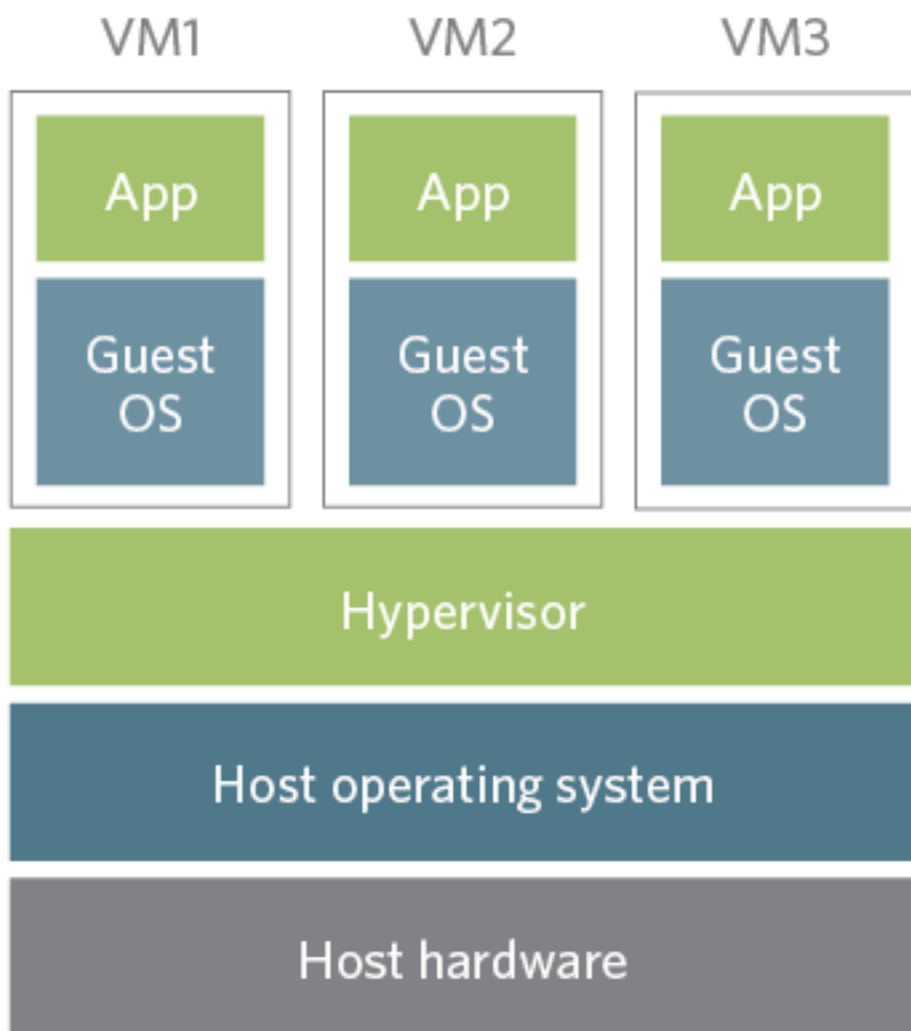 VM1 VM2 VM3
App App App
Guest Guest Guest
OS OS OS
Hypervisor
Host operating system
Host hardware